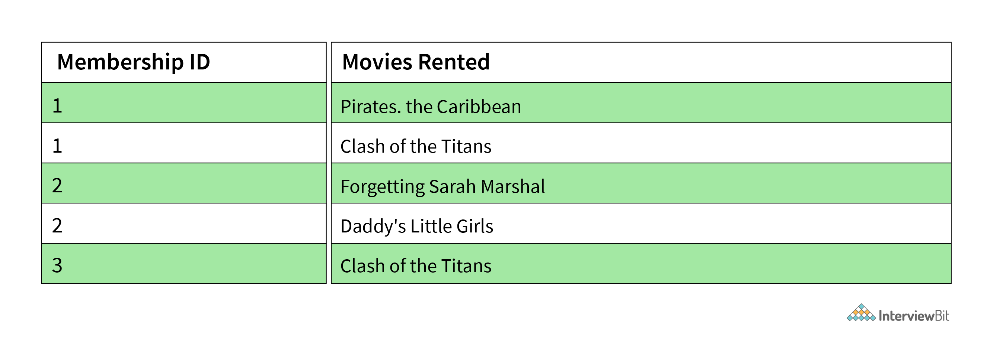 Membership ID Movies Rented
1 Pirates. the Caribbean
1 Clash of the Titans
2 Forgetting Sarah Marshal
2 Daddy's Little Girls
3 Clash of the Titans
InterviewBit